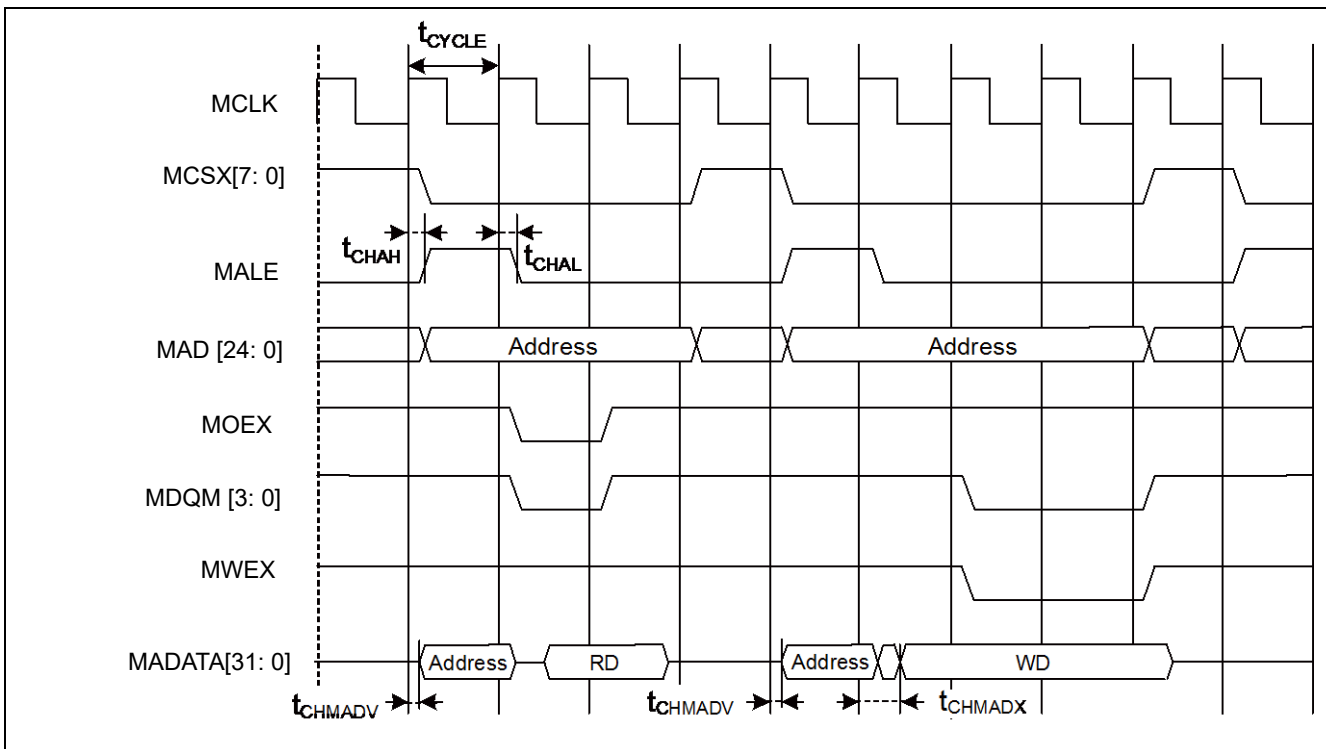 tCYCLE
MCLK
MCSX[7: 0]
tCHAH
tCHAL
MALE
MAD [24: 0]
Address
Address
MOEX
MDQM [3: 0]
MWEX
MADATA[31: 0]
Address
RD
Address
WD
tCHMADV
tCHMADV
tCHMADX